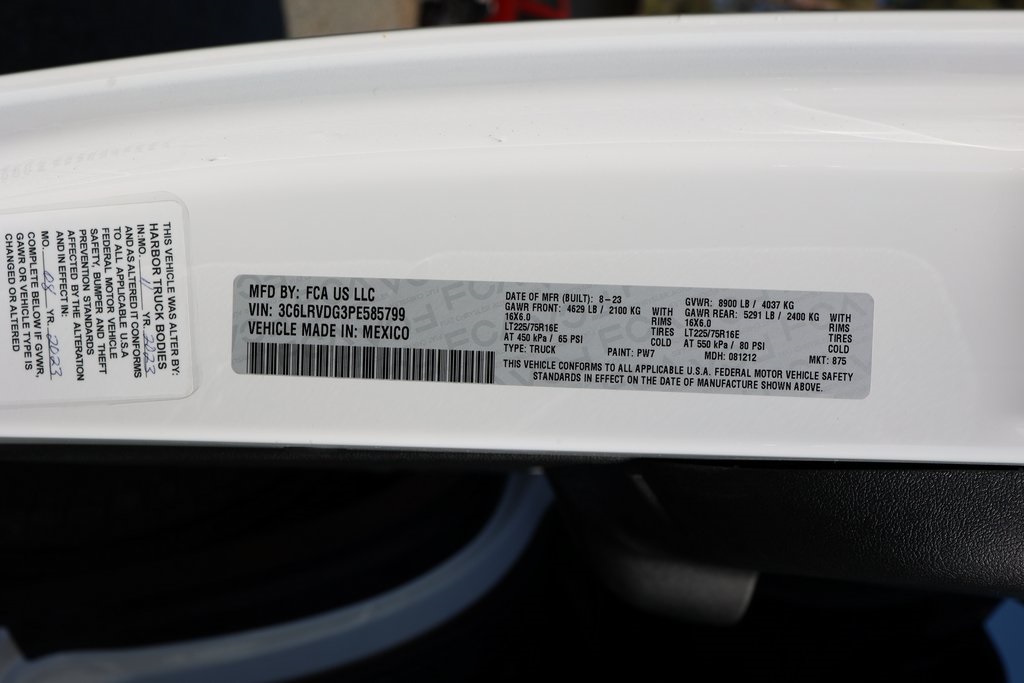 THIS VEHICLE WAS ALTER BY:
HARBOR TRUCK BODIES
IN: MO. 11 YR. 2023
AND AS ALTERED IT CONFORMS
TO ALL APPLICABLE U.S.A
FEDERAL MOTOR VEHICLE
SAFETY, BUMPER AND THEFT
PREVENTION STANDARDS
AFFECTED BY THE ALTERATION
AND IN EFFECT IN:
MO. 08 YR. 2023
COMPLETE BELOW IF GVWR,
GAWR OR VEHICLE TYPE IS
CHANGED OR ALTERED
MFD BY: FCA US LLC
VIN: 3C6LRVDG3PE585799
VEHICLE MADE IN: MEXICO
DATE OF MFR (BUILT): 8-23
GVWR: 8900 LB / 4037 KG
GAWR FRONT: 4629 LB / 2100 KG WITH
16X6.0 RIMS
LT225/75R16E TIRES
AT 450 kPa / 65 PSI COLD
GAWR REAR: 5291 LB / 2400 KG WITH
16X6.0 RIMS
LT225/75R16E TIRES
AT 550 kPa / 80 PSI COLD
TYPE: TRUCK PAINT: PW7 MDH: 081212 MKT: 875
THIS VEHICLE CONFORMS TO ALL APPLICABLE U.S.A. FEDERAL MOTOR VEHICLE SAFETY
STANDARDS IN EFFECT ON THE DATE OF MANUFACTURE SHOWN ABOVE.